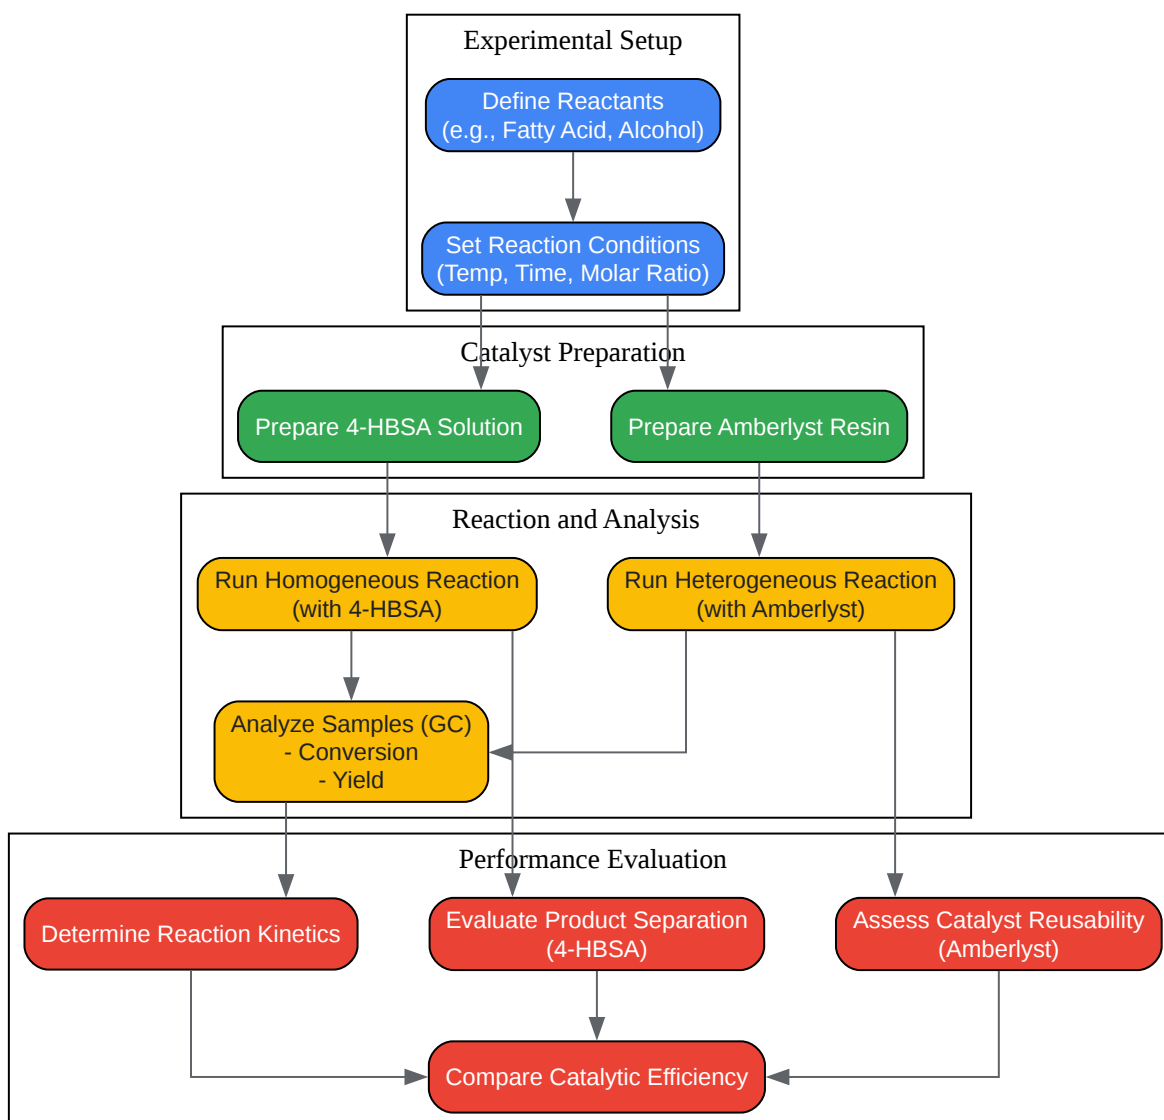 Experimental Setup
Define Reactants
(e.g., Fatty Acid, Alcohol)
Set Reaction Conditions
(Temp, Time, Molar Ratio)
Catalyst Preparation
Prepare 4-HBSA Solution
Prepare Amberlyst Resin
Reaction and Analysis
Run Homogeneous Reaction
(with 4-HBSA)
Run Heterogeneous Reaction
(with Amberlyst)
Analyze Samples (GC)
- Conversion
- Yield
Performance Evaluation
Determine Reaction Kinetics
Evaluate Product Separation
(4-HBSA)
Assess Catalyst Reusability
(Amberlyst)
Compare Catalytic Efficiency